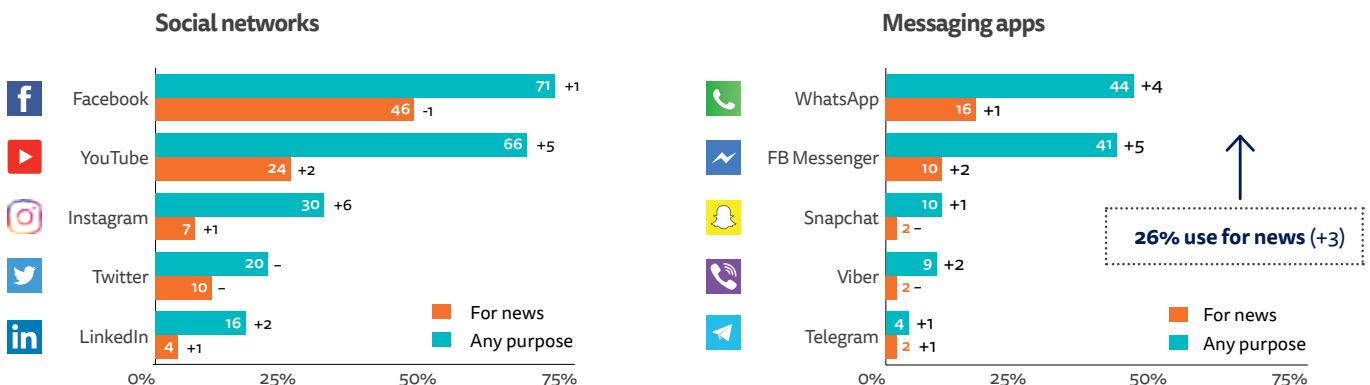 Social networks
Facebook
71 +1
46 -1
YouTube
66 +5
24 +2
Instagram
30 +6
7 +1
Twitter
20 –
10 –
LinkedIn
16 +2
4 +1
For news
Any purpose
0% 25% 50% 75%
Messaging apps
WhatsApp
44 +4
16 +1
FB Messenger
41 +5
10 +2
Snapchat
10 +1
2 –
Viber
9 +2
2 –
Telegram
4 +1
2 +1
26% use for news (+3)
For news
Any purpose
0% 25% 50% 75%